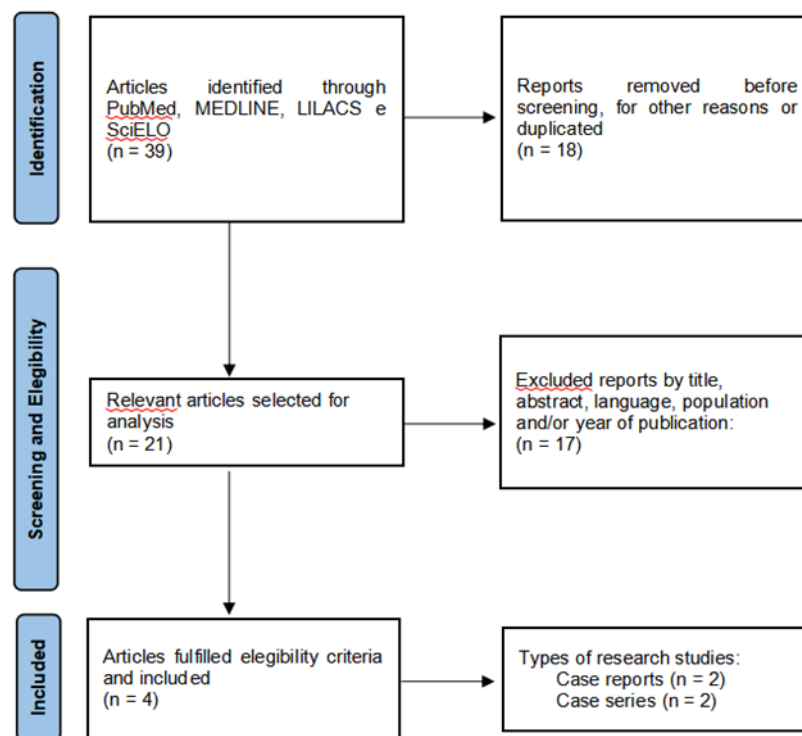 Identification
Articles identified through
PubMed, MEDLINE, LILACS e
SciELO
(n = 39)
Reports removed before
screening, for other reasons or
duplicated
(n = 18)
Screening and Elegibility
Relevant articles selected for
analysis
(n = 21)
Excluded reports by title,
abstract, language, population
and/or year of publication:
(n = 17)
Included
Articles fulfilled elegibility criteria
and included
(n = 4)
Types of research studies:
Case reports (n = 2)
Case series (n = 2)